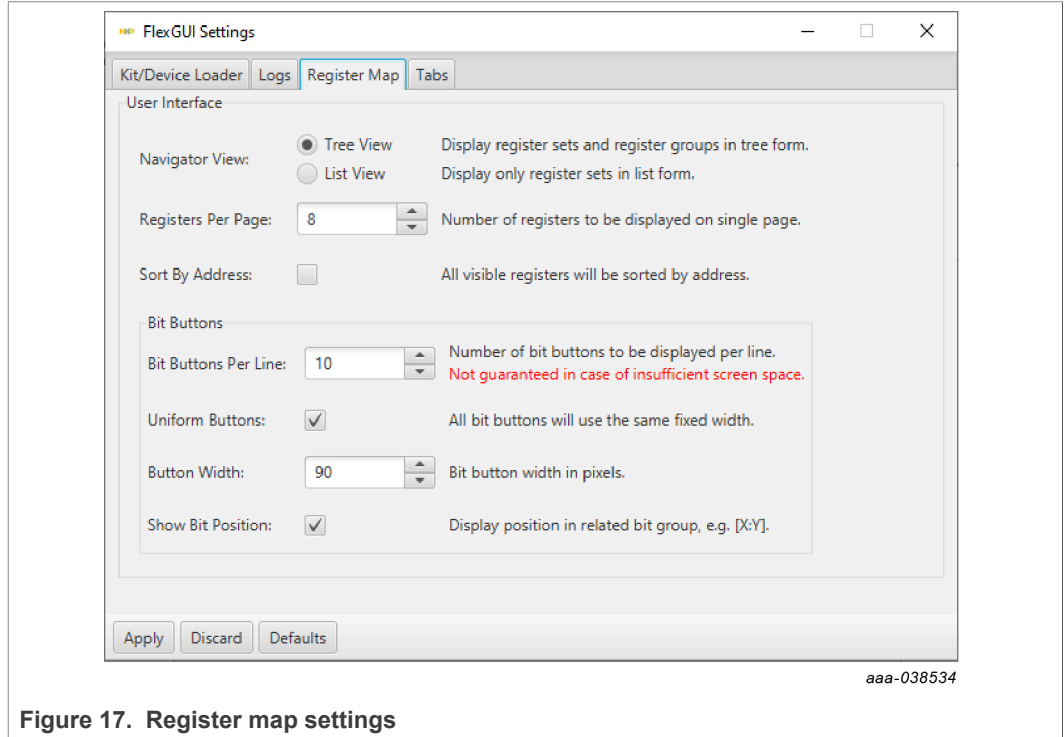 NXP FlexGUI Settings
Kit/Device Loader Logs Register Map Tabs
User Interface
Navigator View:
Tree View Display register sets and register groups in tree form.
List View Display only register sets in list form.
Registers Per Page: 8 Number of registers to be displayed on single page.
Sort By Address: All visible registers will be sorted by address.
Bit Buttons
Bit Buttons Per Line: 10 Number of bit buttons to be displayed per line.
Not guaranteed in case of insufficient screen space.
Uniform Buttons: All bit buttons will use the same fixed width.
Button Width: 90 Bit button width in pixels.
Show Bit Position: Display position in related bit group, e.g. [X:Y].
Apply Discard Defaults
aaa-038534
Figure 17. Register map settings